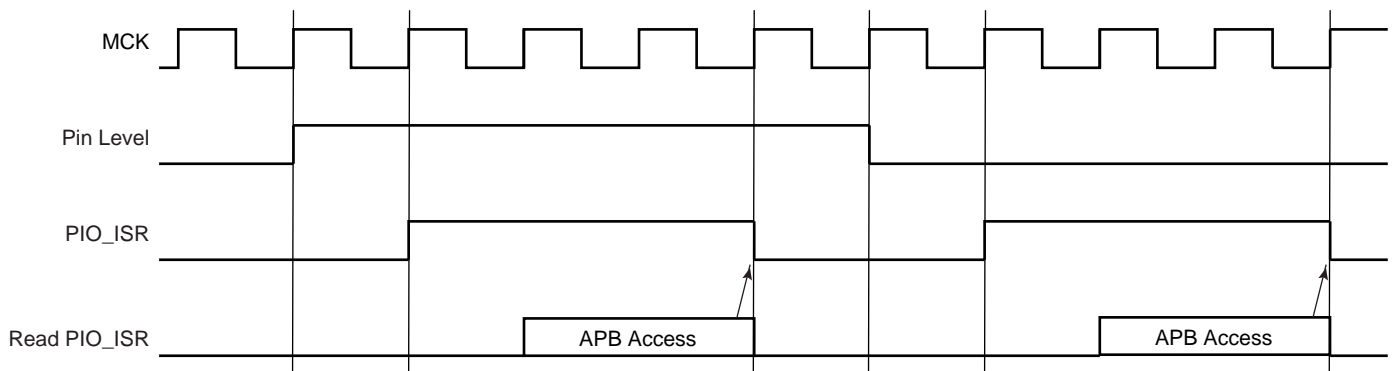 MCK
Pin Level
PIO_ISR
Read PIO_ISR
APB Access
APB Access